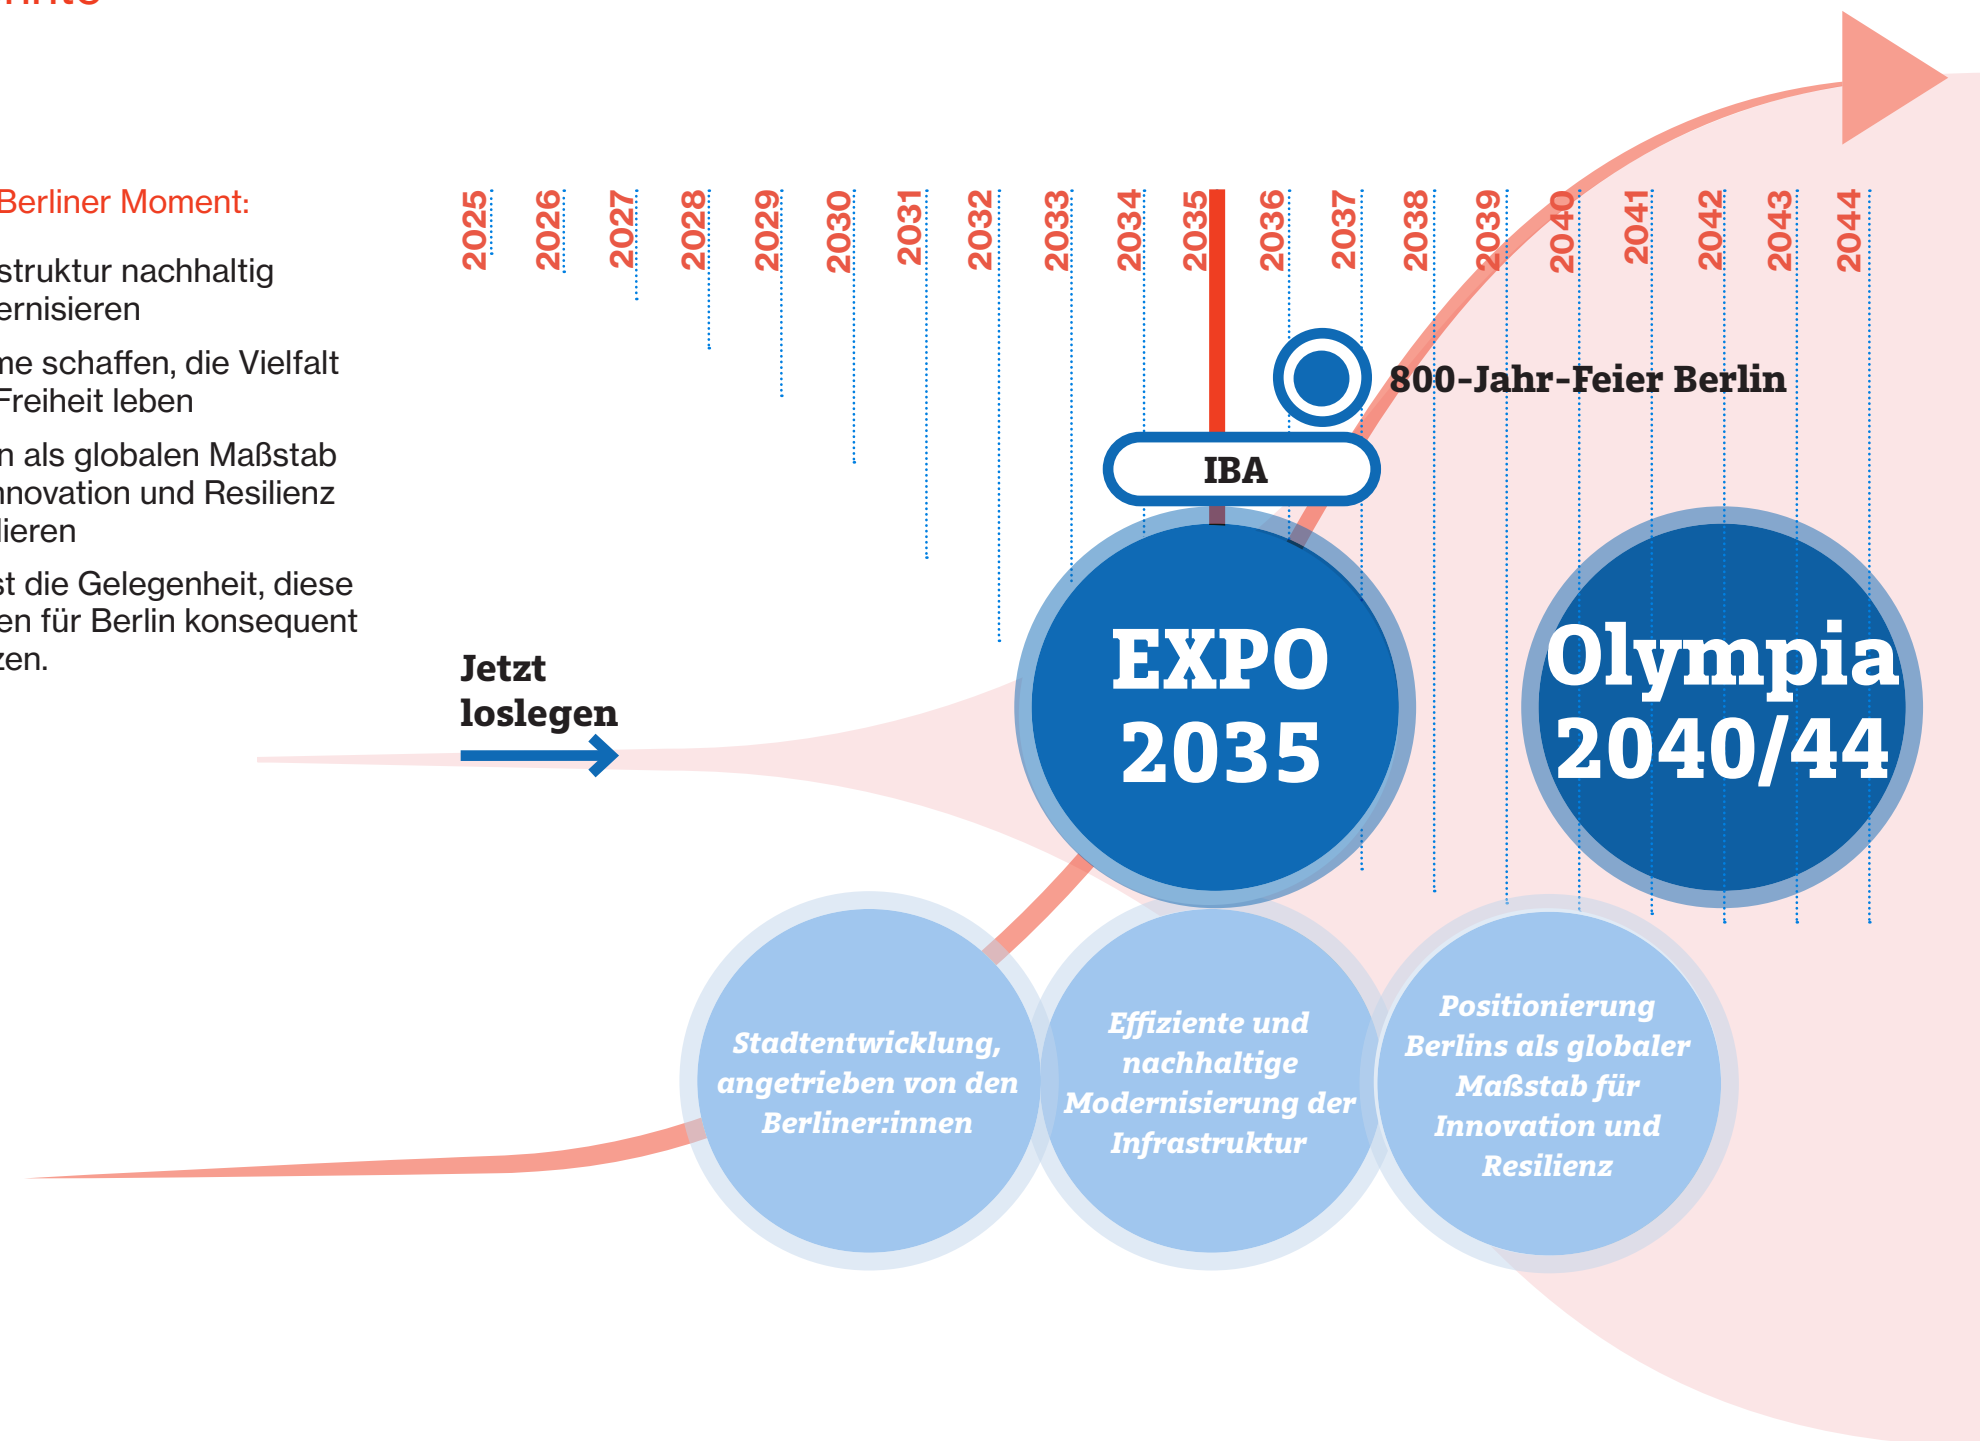 Berliner Moment:
struktur nachhaltig
ernisieren
me schaffen, die Vielfalt
Freiheit leben
n als globalen Maßstab
nnovation und Resilienz
lieren
st die Gelegenheit, diese
en für Berlin konsequent
zen.
2025
2026
2027
2028
2029
2030
2031
2032
2033
2034
2035
2036
2037
2038
2039
2040
2041
2042
2043
2044
800-Jahr-Feier Berlin
IBA
Jetzt
loslegen
EXPO
2035
Olympia
2040/44
Stadtentwicklung,
angetrieben von den
Berliner:innen
Effiziente und
nachhaltige
Modernisierung der
Infrastruktur
Positionierung
Berlins als globaler
Maßstab für
Innovation und
Resilienz